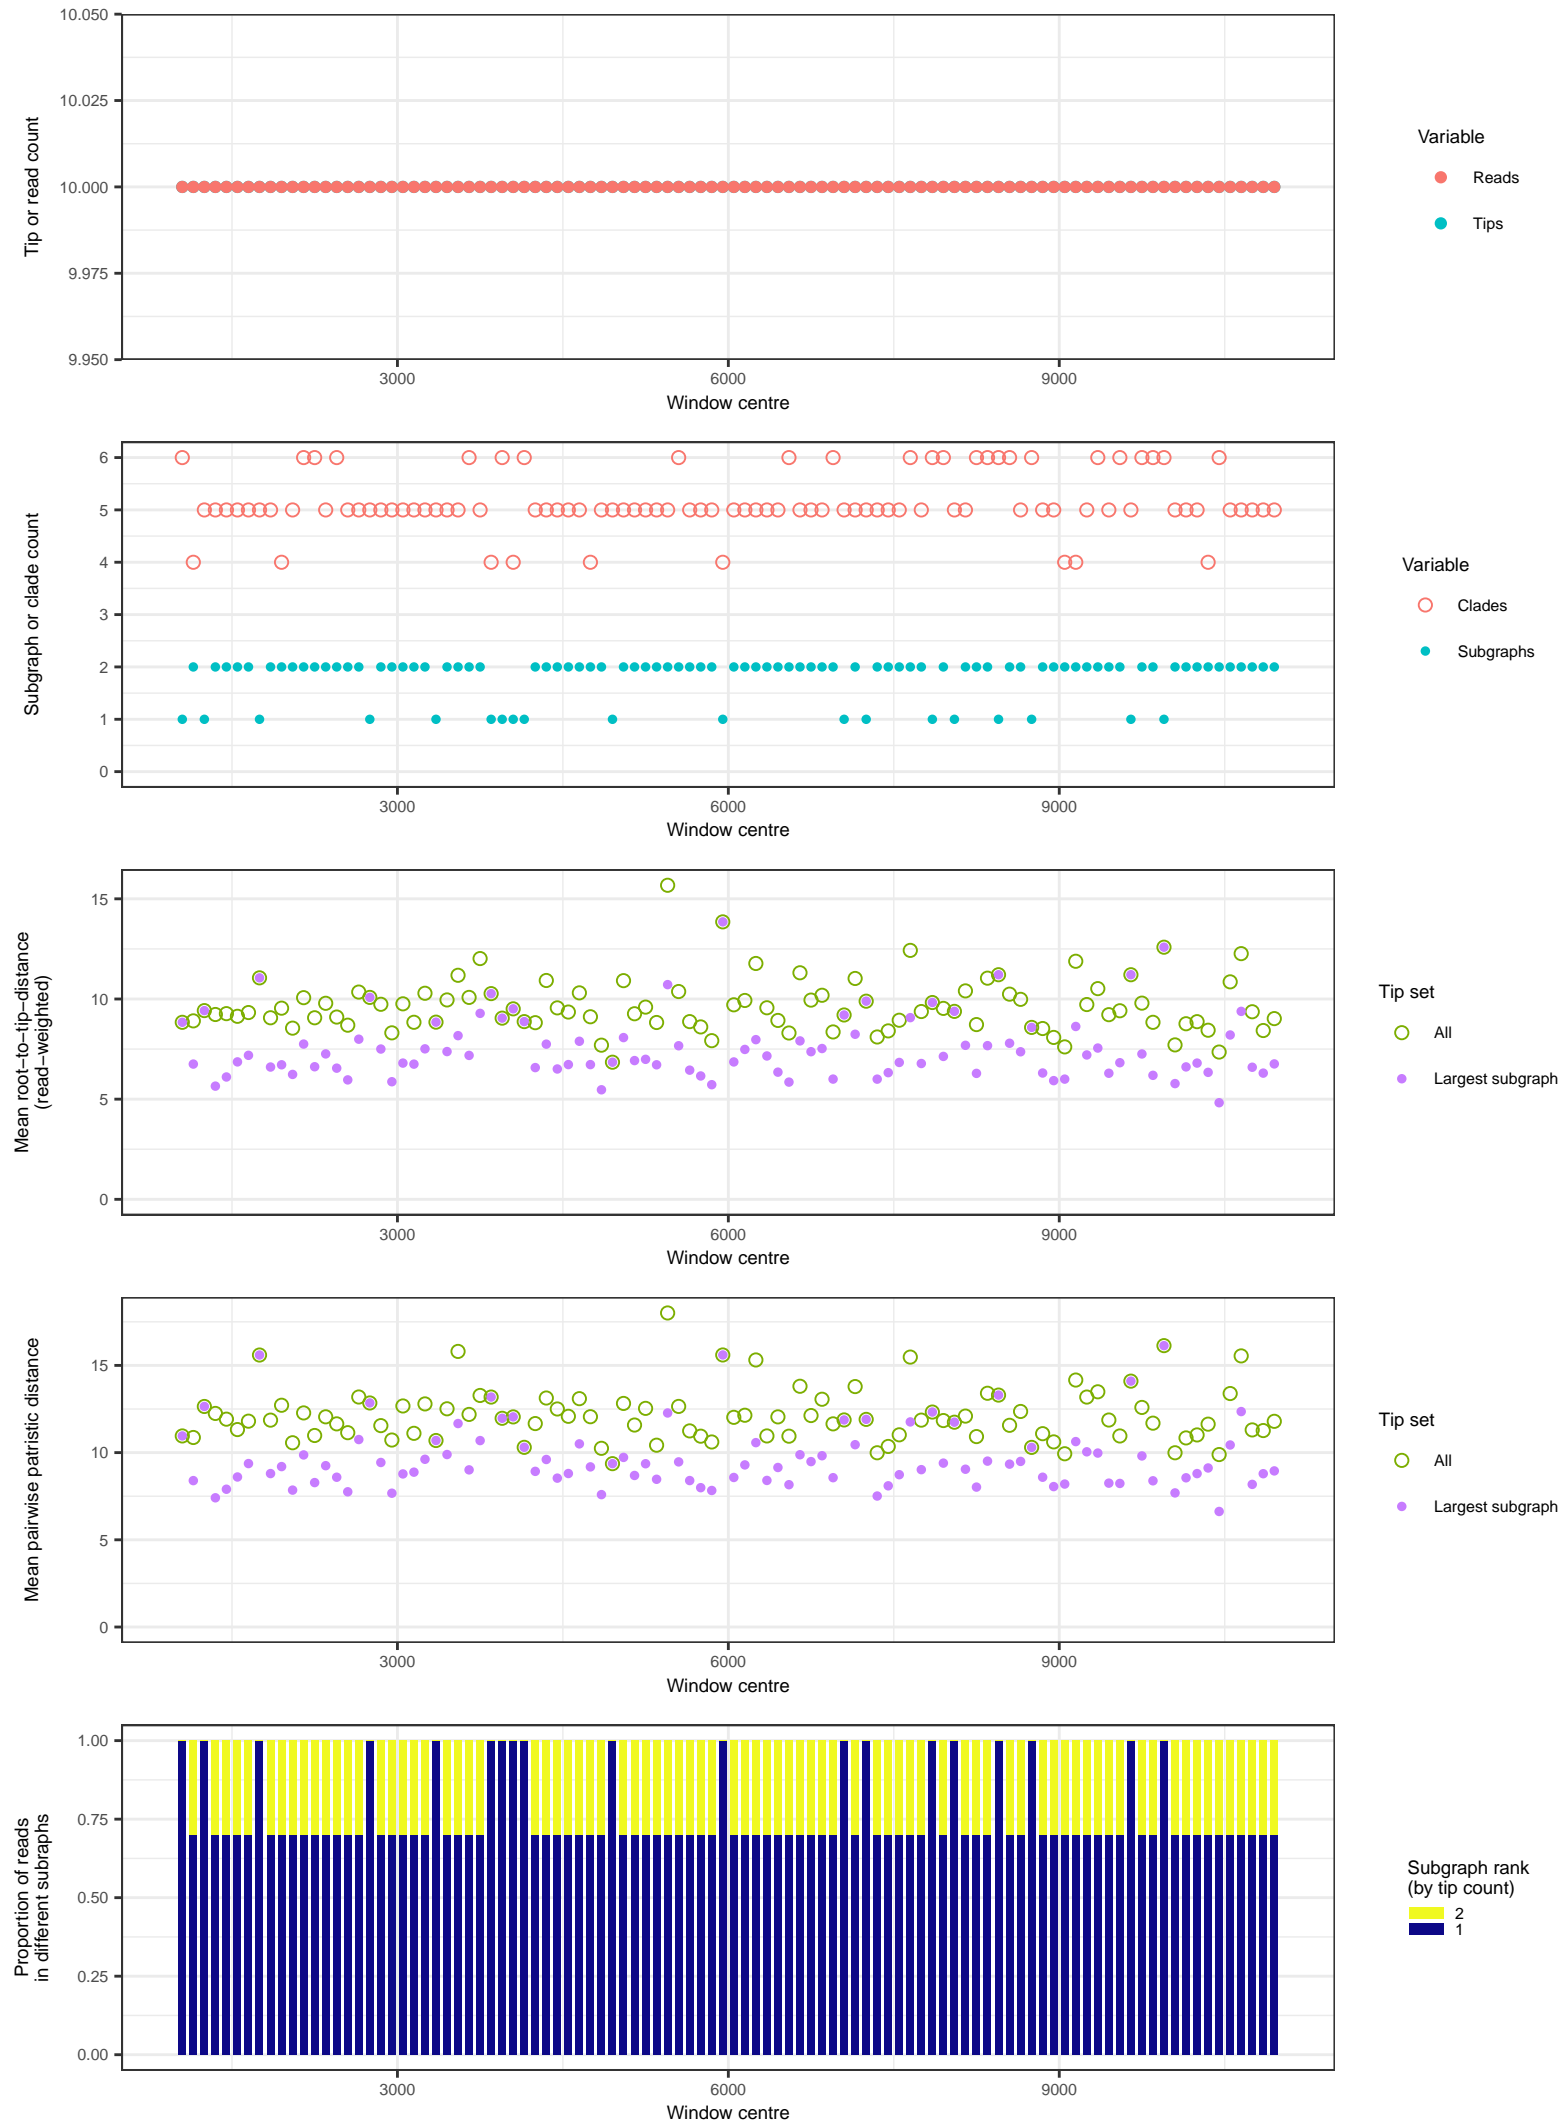 10.050
10.025
10.000
9.975
9.950
Tip or read count
3000
6000
9000
Window centre
Variable
Reads
Tips
6
5
4
3
2
1
0
Subgraph or clade count
3000
6000
9000
Window centre
Variable
Clades
Subgraphs
15
10
5
0
Mean root−to−tip−distance
(read−weighted)
3000
6000
9000
Window centre
Tip set
All
Largest subgraph
15
10
5
0
Mean pairwise patristic distance
3000
6000
9000
Window centre
Tip set
All
Largest subgraph
1.00
0.75
0.50
0.25
0.00
Proportion of reads
in different subraphs
3000
6000
9000
Window centre
Subgraph rank
(by tip count)
2
1